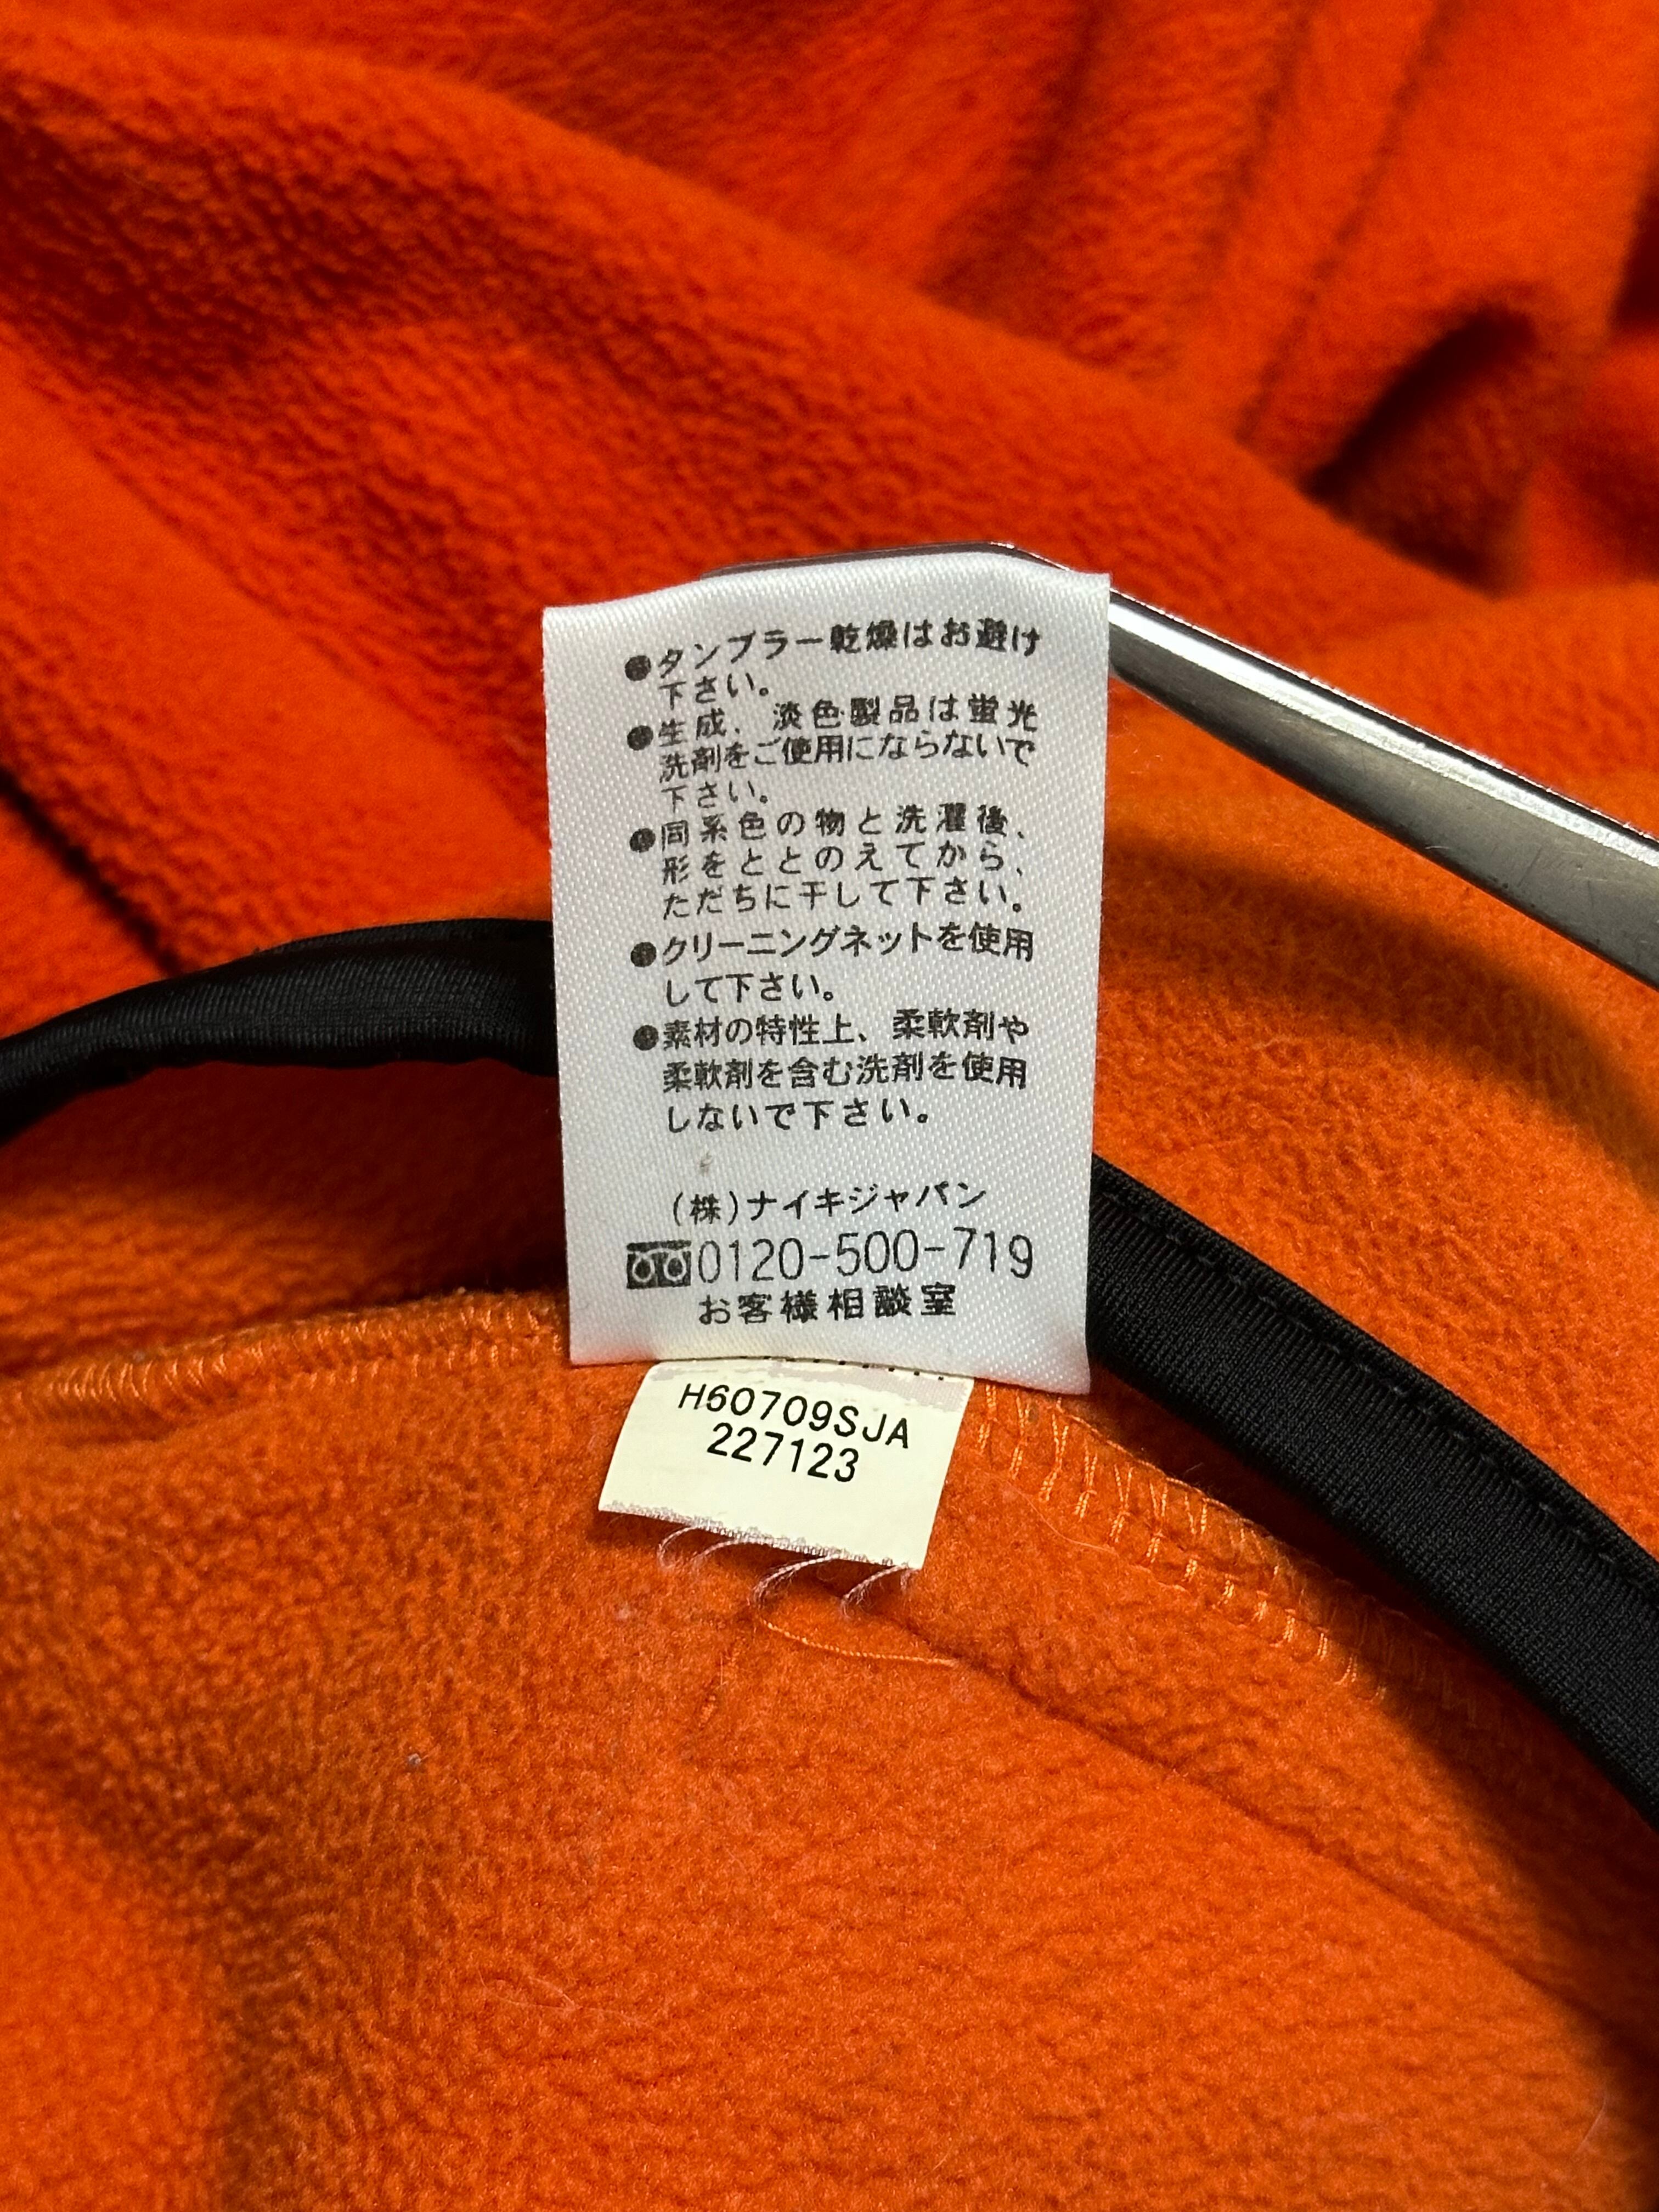 ●タンブラー乾燥はお避け
下さい。
●生成、淡色製品は蛍光
洗剤をご使用にならないで
下さい。
●同系色の物と洗濯後、
形をととのえてから、
ただちに干して下さい。
●クリーニングネットを使用
して下さい。
●素材の特性上、柔軟剤や
柔軟剤を含む洗剤を使用
しないで下さい。
(株)ナイキジャパン
0120-500-719
お客様相談室
H60709SJA
227123